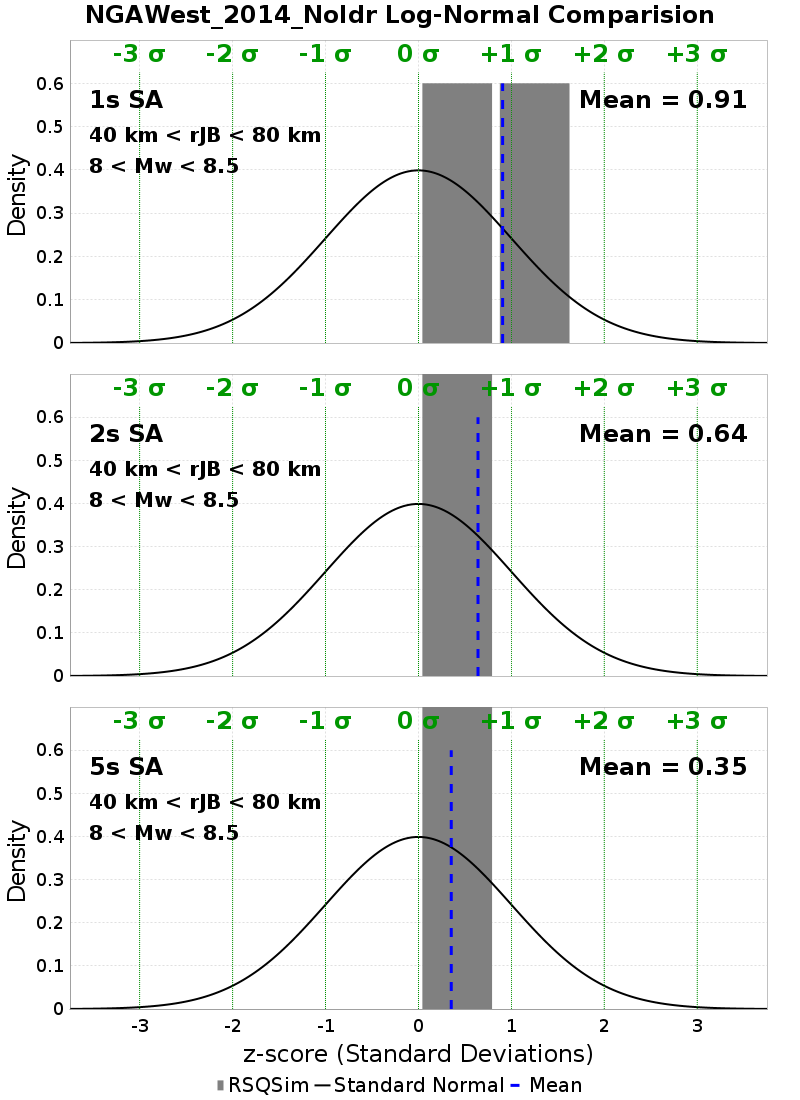 NGAWest_2014_NoIdr Log-Normal Comparision
-3 σ -2 σ -1 σ 0 σ +1 σ +2 σ +3 σ
1s SA
Mean = 0.91
40 km < rJB < 80 km
8 < Mw < 8.5
Density
0.6
0.5
0.4
0.3
0.2
0.1
0
-3 σ -2 σ -1 σ 0 σ +1 σ +2 σ +3 σ
2s SA
Mean = 0.64
40 km < rJB < 80 km
8 < Mw < 8.5
Density
0.6
0.5
0.4
0.3
0.2
0.1
0
-3 σ -2 σ -1 σ 0 σ +1 σ +2 σ +3 σ
5s SA
Mean = 0.35
40 km < rJB < 80 km
8 < Mw < 8.5
Density
0.6
0.5
0.4
0.3
0.2
0.1
0
-3 -2 -1 0 1 2 3
z-score (Standard Deviations)
RSQSim Standard Normal Mean